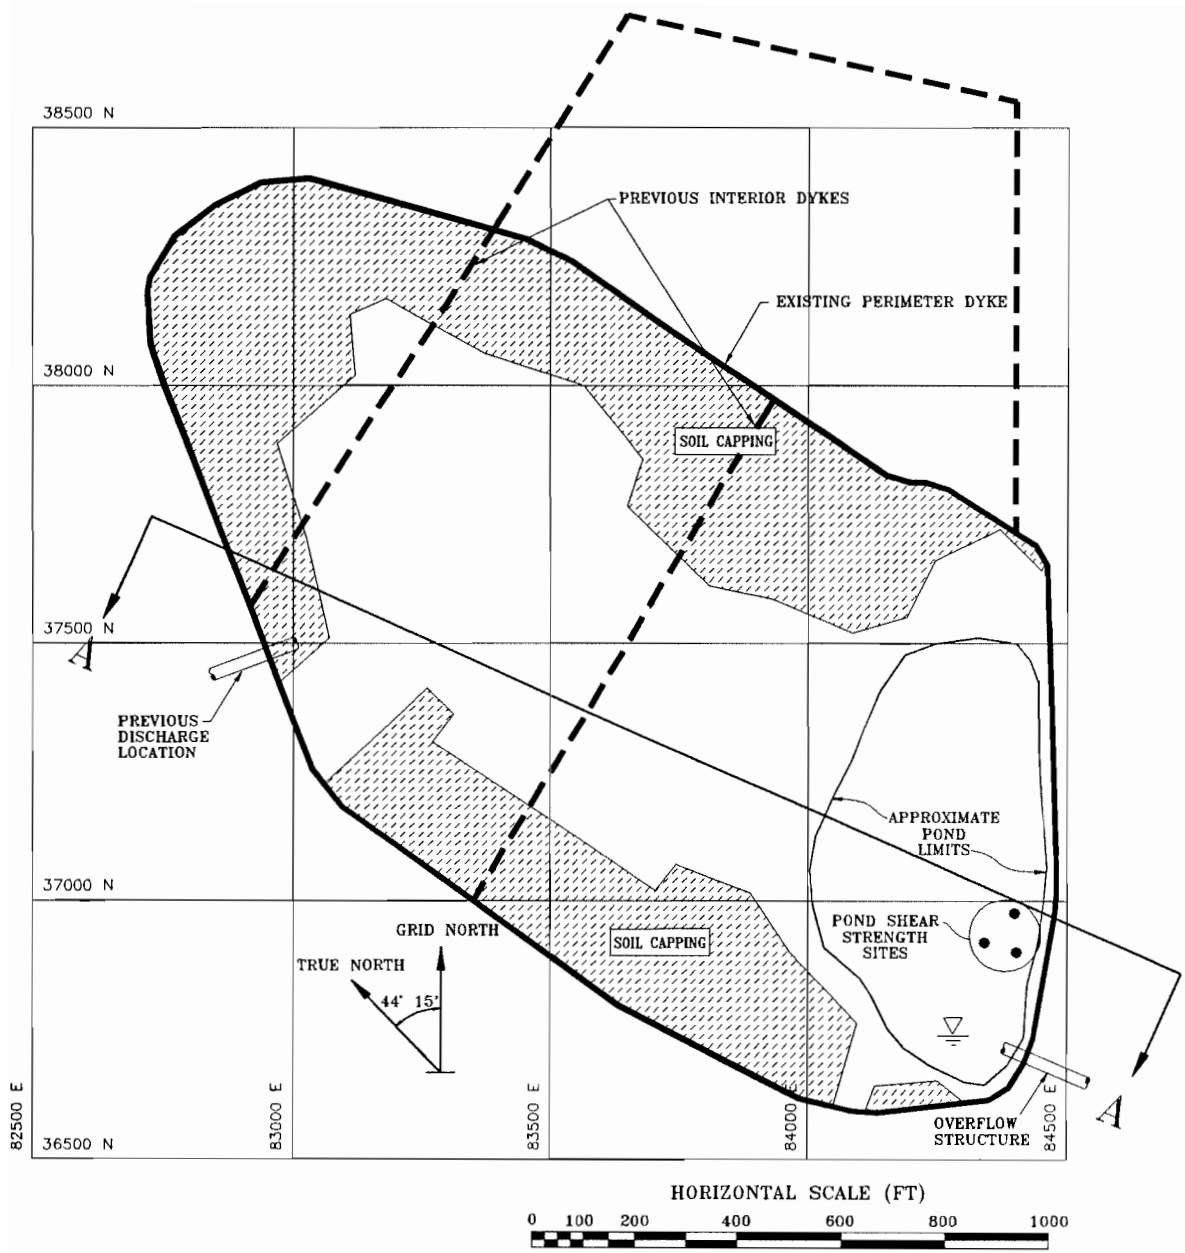 38500 N
PREVIOUS INTERIOR DYKES
EXISTING PERIMETER DYKE
38000 N
SOIL CAPPING
37500 N
A
PREVIOUS
DISCHARGE
LOCATION
APPROXIMATE
POND
LIMITS
37000 N
POND SHEAR
STRENGTH
SITES
GRID NORTH
SOIL CAPPING
TRUE NORTH
44' 15'
A
OVERFLOW
STRUCTURE
36500 N
82500 E
83000 E
83500 E
84000 E
84500 E
HORIZONTAL SCALE (FT)
0 100 200 400 600 800 1000